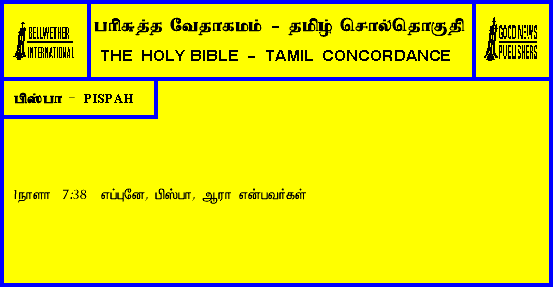 BELLWETHER
INTERNATIONAL
பரிசுத்த வேதாகமம் - தமிழ் சொல்தொகுதி
THE HOLY BIBLE - TAMIL CONCORDANCE
GOOD NEWS
PUBLISHERS
பிஸ்பா - PISPAH
1நாளா 7:38 எப்புனே, பிஸ்பா, ஆரா என்பவர்கள்